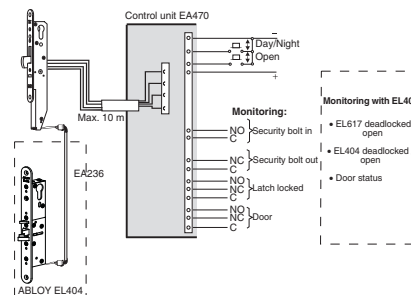 Control unit EA470
Day/Night
Open
Max. 10 m
Monitoring:
NO
Security bolt in
C
NC
Security bolt out
C
NO
NC
Latch locked
C
NO
NC
Door
C
EA236
ABLOY EL404
Monitoring with EL40
• EL617 deadlocked
open
• EL404 deadlocked
open
• Door status